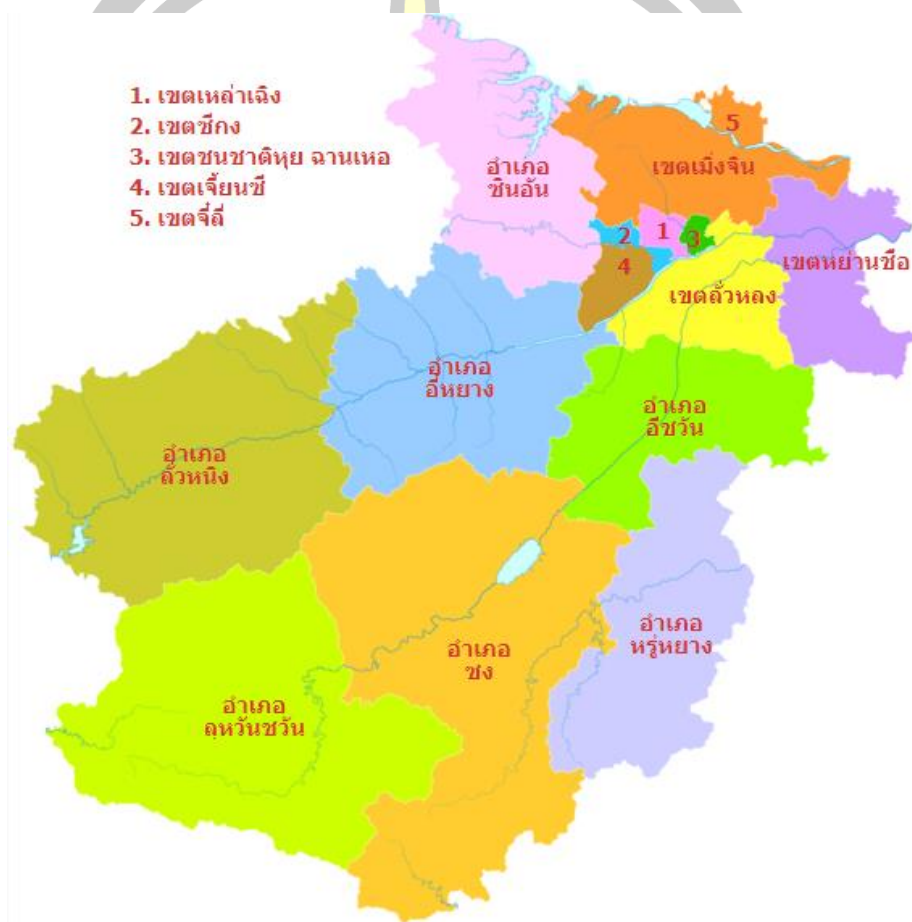 1. เขตเหล่าเฉิง
2. เขตซีกง
3. เขตชนชาติหุย ฉานเหอ
4. เขตเจี้ยนซี
5. เขตจี๋ลี่
อำเภอ
ซินอัน
เขตเมิ่งจิน
5
2
1
3
4
เขตหย่านซือ
เขตลั่วหลง
อำเภอ
อี๋หยาง
อำเภอ
อีชวัน
อำเภอ
ลั่วหนิง
อำเภอ
หรู่หยาง
อำเภอ
ซง
อำเภอ
ลฺหวันชวัน